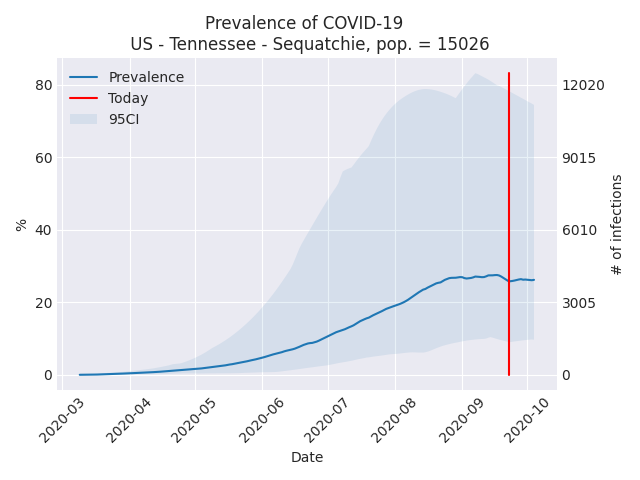 Prevalence of COVID-19
US - Tennessee - Sequatchie, pop. = 15026
Prevalence
Today
95CI
80
60
40
20
0
%
12020
9015
6010
3005
0
# of infections
2020-03
2020-04
2020-05
2020-06
2020-07
2020-08
2020-09
2020-10
Date